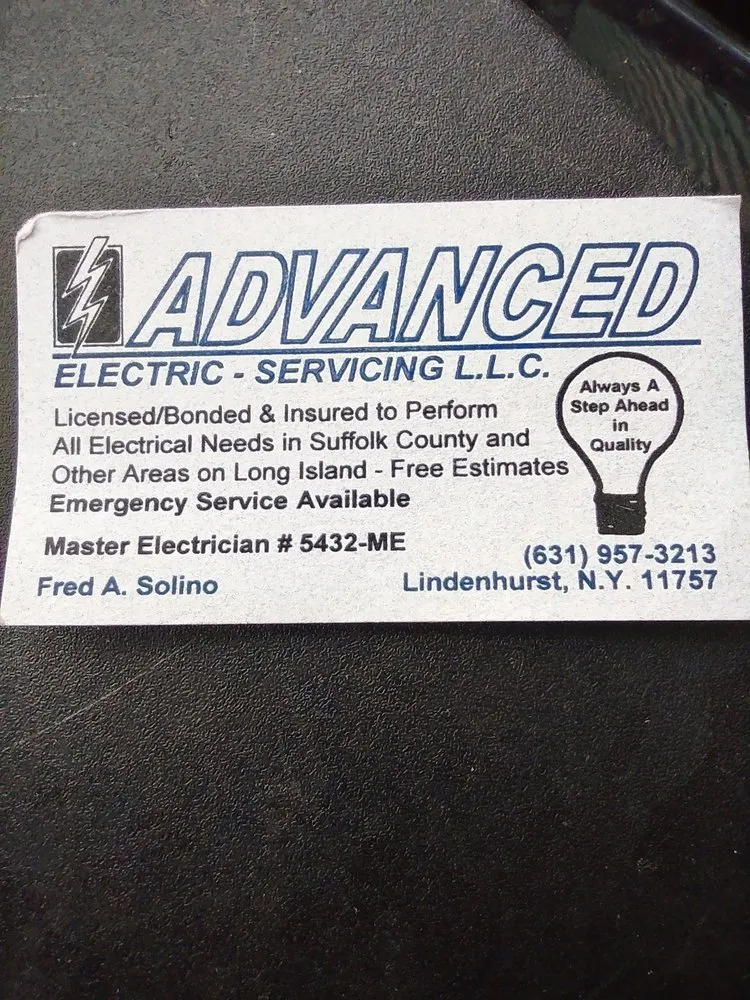 ADVANCED
ELECTRIC - SERVICING L.L.C.
Licensed/Bonded & Insured to Perform
All Electrical Needs in Suffolk County and
Other Areas on Long Island - Free Estimates
Emergency Service Available
Always A
Step Ahead
in
Quality
Master Electrician # 5432-ME
Fred A. Solino
(631) 957-3213
Lindenhurst, N.Y. 11757